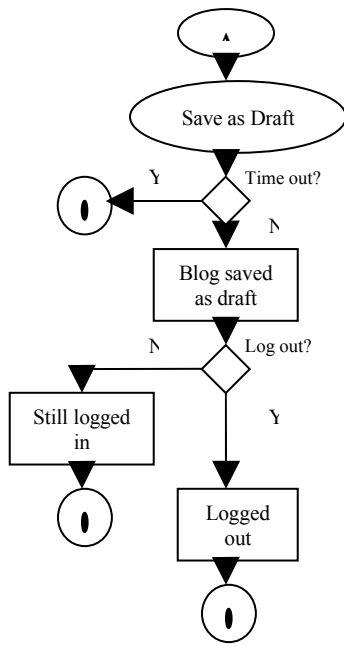 Save as Draft
Y
Time out?
N
Blog saved
as draft
N
Log out?
Still logged
in
Y
Logged
out